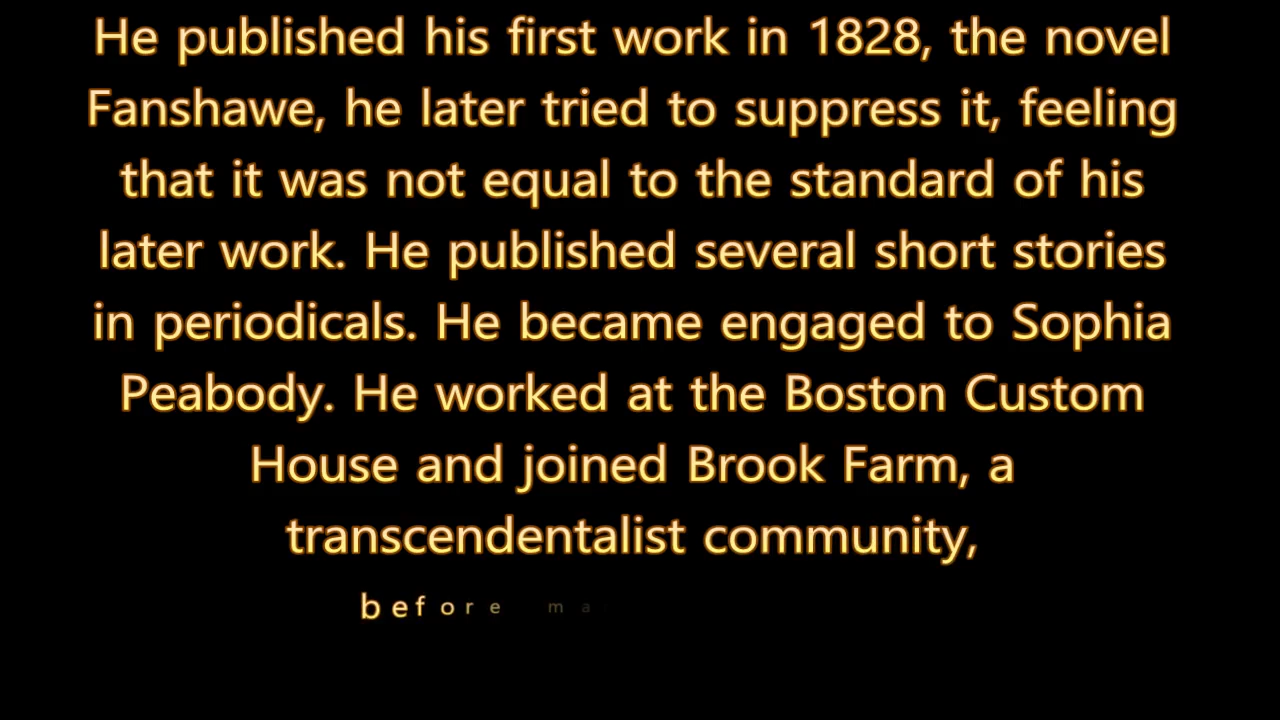 He published his first work in 1828, the novel
Fanshawe, he later tried to suppress it, feeling
that it was not equal to the standard of his
later work. He published several short stories
in periodicals. He became engaged to Sophia
Peabody. He worked at the Boston Custom
House and joined Brook Farm, a
transcendentalist community,
before ma